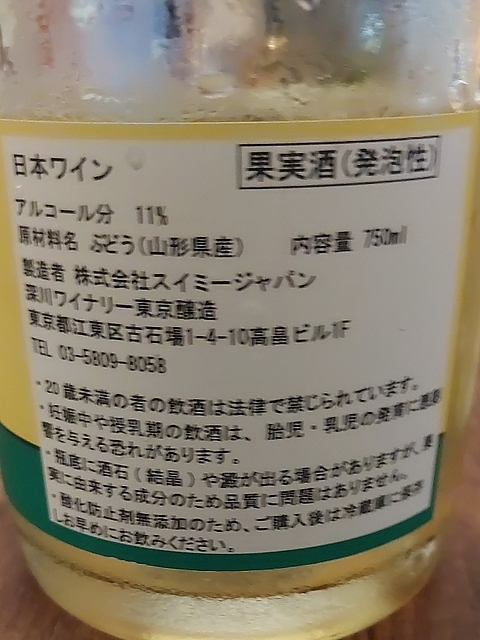 日本ワイン 果実酒(発泡性)
アルコール分 11%
原材料名 ぶどう(山形県産) 内容量 750ml
製造者 株式会社スイミージャパン
深川ワイナリー東京醸造
東京都江東区古石場1-4-10高畠ビル1F
TEL 03-5809-8058
・20歳未満の者の飲酒は法律で禁じられています。
・妊娠中や授乳期の飲酒は、胎児・乳児の発育に悪影
響を与える恐れがあります。
・瓶底に酒石(結晶)や澱が出る場合がありますが、果
実に由来する成分のため品質に問題はありません。
・酸化防止剤無添加のため、ご購入後は冷蔵庫に保存
しお早めにお飲みください。